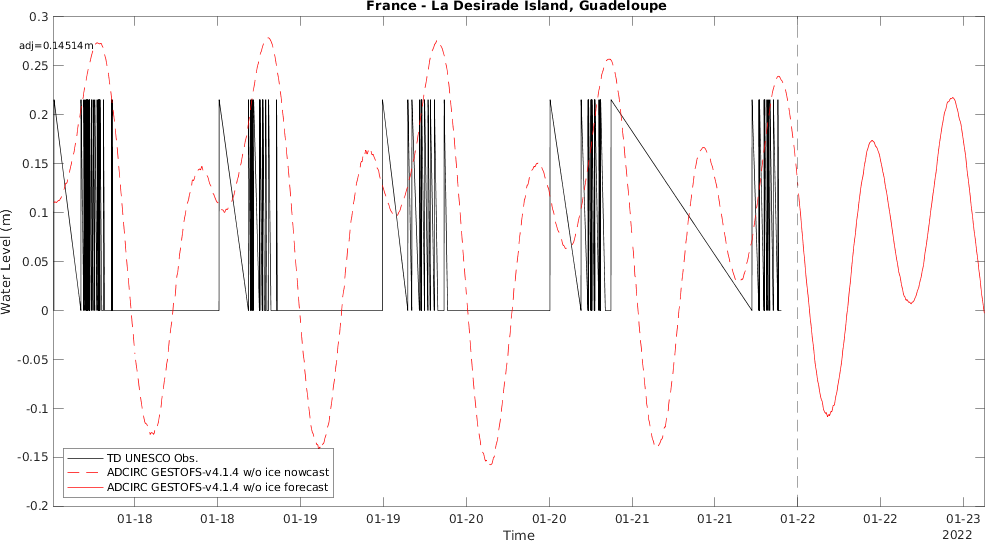 France - La Desirade Island, Guadeloupe
adj=0.14514m
0.3
0.25
0.2
0.15
0.1
0.05
0
-0.05
-0.1
-0.15
-0.2
Water Level (m)
TD UNESCO Obs.
ADCIRC GESTOFS-v4.1.4 w/o ice nowcast
ADCIRC GESTOFS-v4.1.4 w/o ice forecast
01-18 01-18 01-19 01-19 01-20 01-20 01-21 01-21 01-22 01-22 01-23
Time
2022